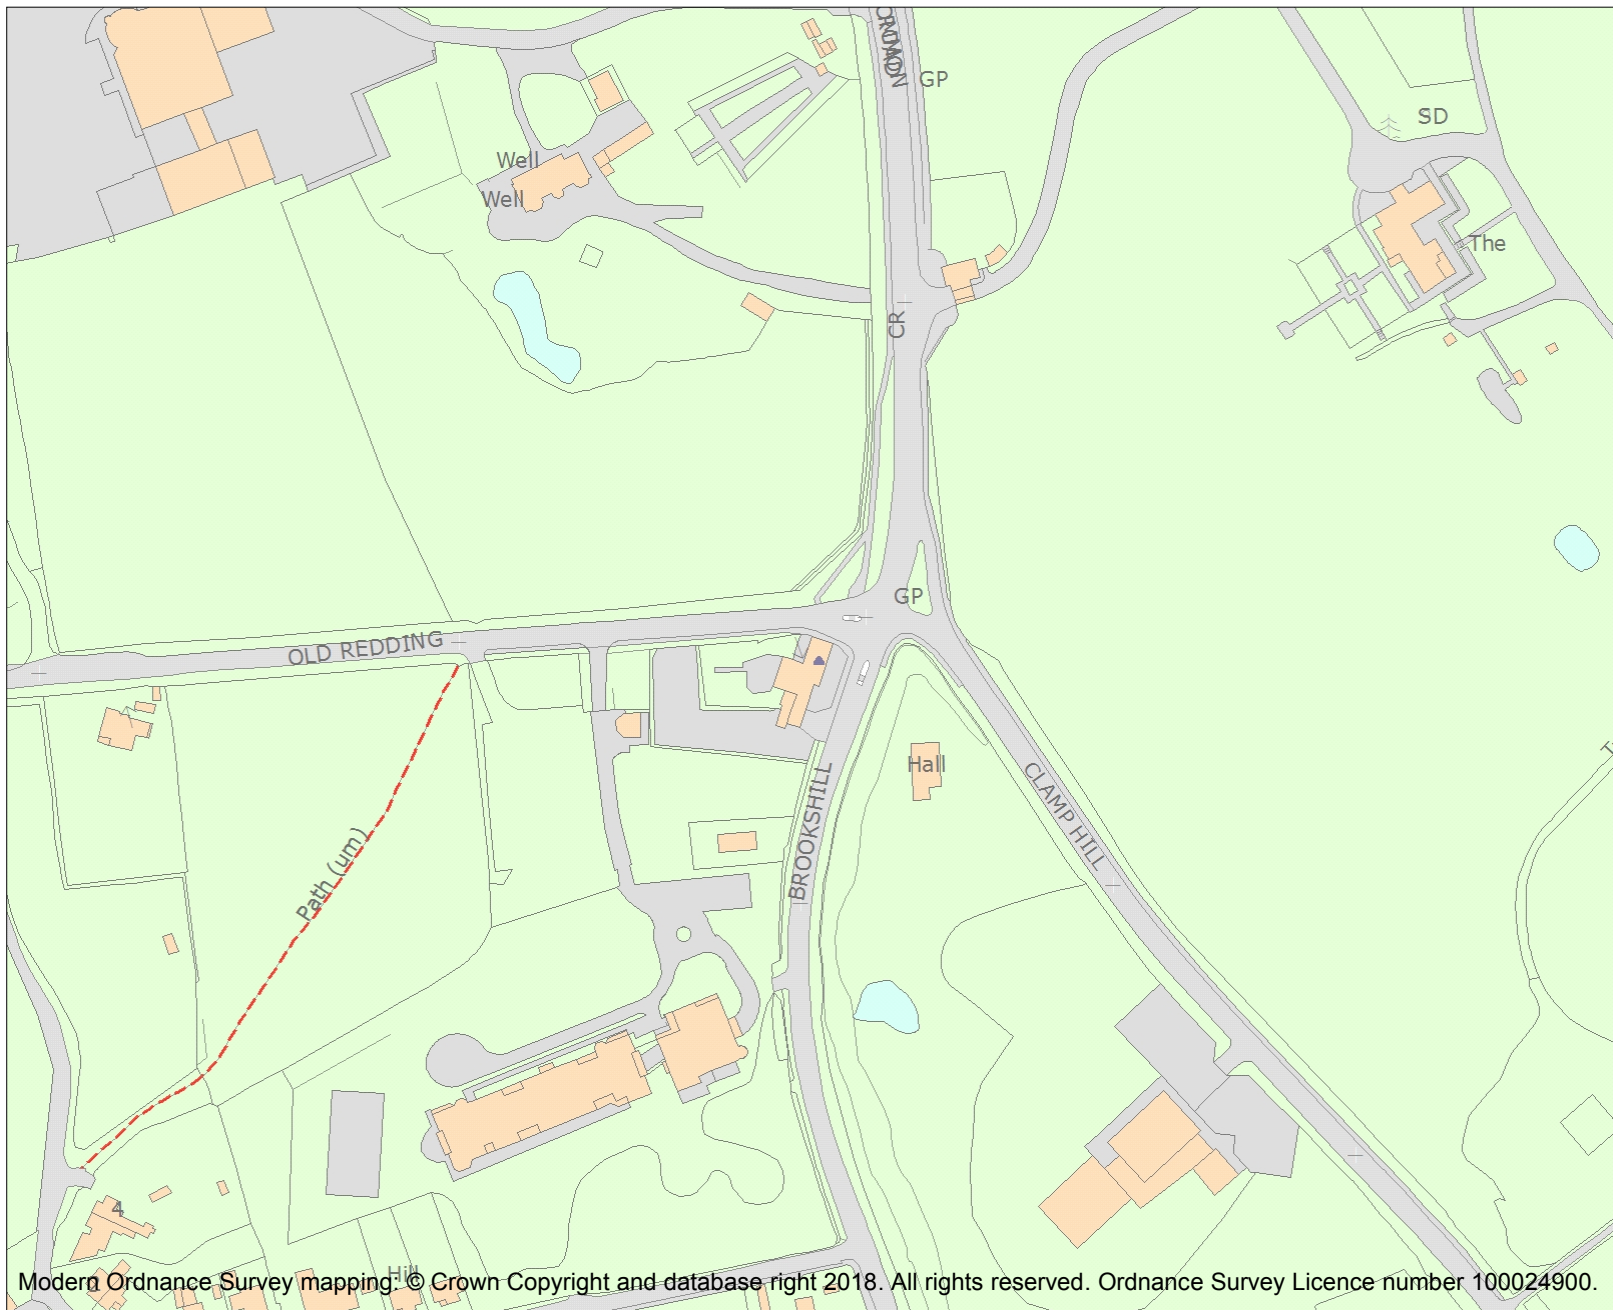 GP
SD
Well
Well
The
CR
GP
OLD REDDING
Hall
BROOKSHILL
CLAMP HILL
Path (um)
4
Hill
Modern Ordnance Survey mapping: © Crown Copyright and database right 2018. All rights reserved. Ordnance Survey Licence number 100024900.